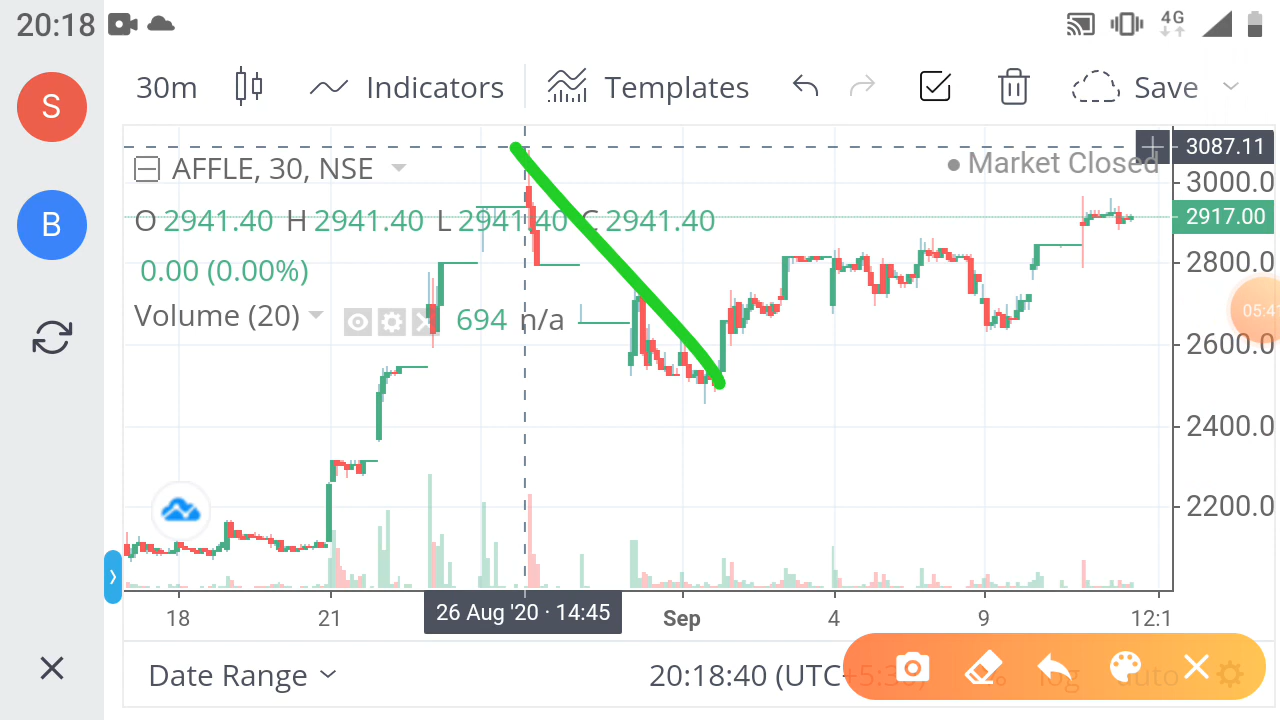 20:18
4G
S
B
30m Indicators Templates Save
3087.11
AFFLE, 30, NSE
Market Closed
3000.0
O 2941.40 H 2941.40 L 2941.40 C 2941.40
2917.00
0.00 (0.00%)
2800.0
Volume (20) 694 n/a
2600.0
2400.0
2200.0
18 21 26 Aug '20 · 14:45 Sep 4 9 12:1
Date Range 20:18:40 (UTC+5:30) % log auto